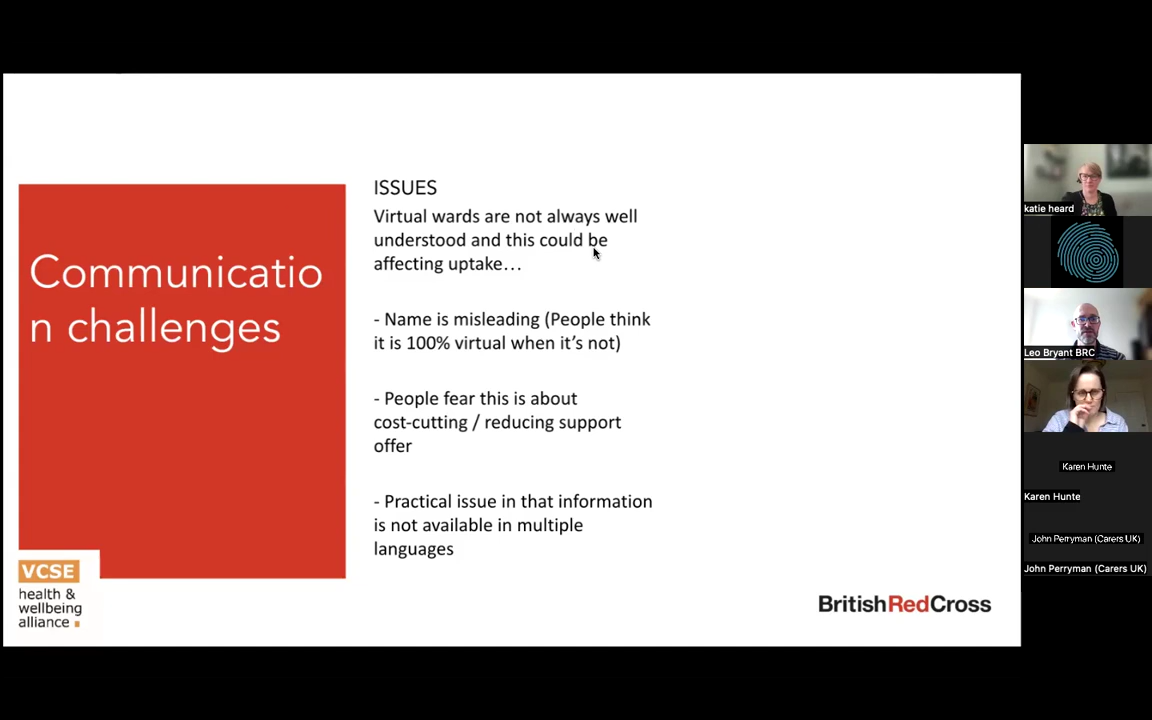 Communicatio
n challenges
ISSUES
Virtual wards are not always well
understood and this could be
affecting uptake…
- Name is misleading (People think
it is 100% virtual when it’s not)
- People fear this is about
cost-cutting / reducing support
offer
- Practical issue in that information
is not available in multiple
languages
VCSE
health &
wellbeing
alliance
BritishRedCross
katie heard
Leo Bryant BRC
Karen Hunte
Karen Hunte
John Perryman (Carers UK)
John Perryman (Carers UK)